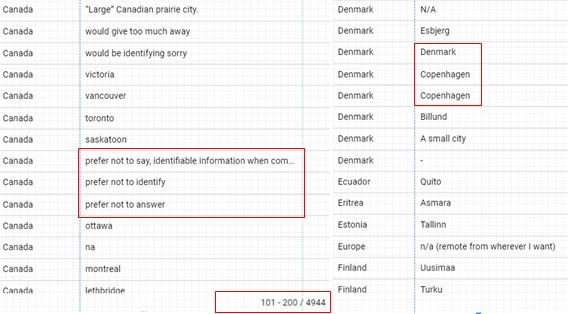 Canada "Large" Canadian prairie city.
Canada would give too much away
Canada would be identifying sorry
Canada victoria
Canada vancouver
Canada toronto
Canada saskatoon
Canada prefer not to say, identifiable information when com...
Canada prefer not to identify
Canada prefer not to answer
Canada ottawa
Canada na
Canada montreal
Canada lethbridge
101 - 200 / 4944
Denmark N/A
Denmark Esbjerg
Denmark Denmark
Denmark Copenhagen
Denmark Copenhagen
Denmark Billund
Denmark A small city
Denmark -
Ecuador Quito
Eritrea Asmara
Estonia Tallinn
Europe n/a (remote from wherever I want)
Finland Uusimaa
Finland Turku